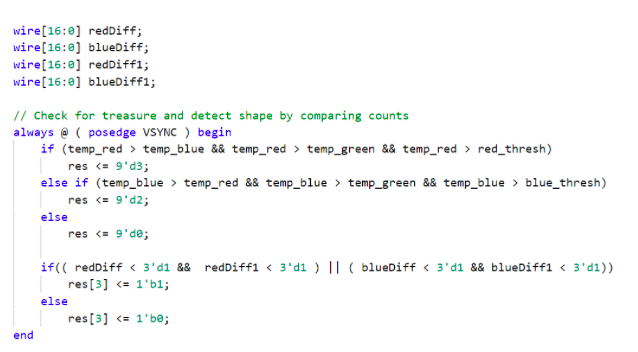 wire[16:0] redDiff;
wire[16:0] blueDiff;
wire[16:0] redDiff1;
wire[16:0] blueDiff1;

// Check for treasure and detect shape by comparing counts
always @ ( posedge VSYNC ) begin
    if (temp_red > temp_blue && temp_red > temp_green && temp_red > red_thresh)
        res <= 9'd3;
    else if (temp_blue > temp_red && temp_blue > temp_green && temp_blue > blue_thresh)
        res <= 9'd2;
    else
        res <= 9'd0;

    if(( redDiff < 3'd1 &&  redDiff1 < 3'd1 ) || ( blueDiff < 3'd1 && blueDiff1 < 3'd1))
        res[3] <= 1'b1;
    else
        res[3] <= 1'b0;
end